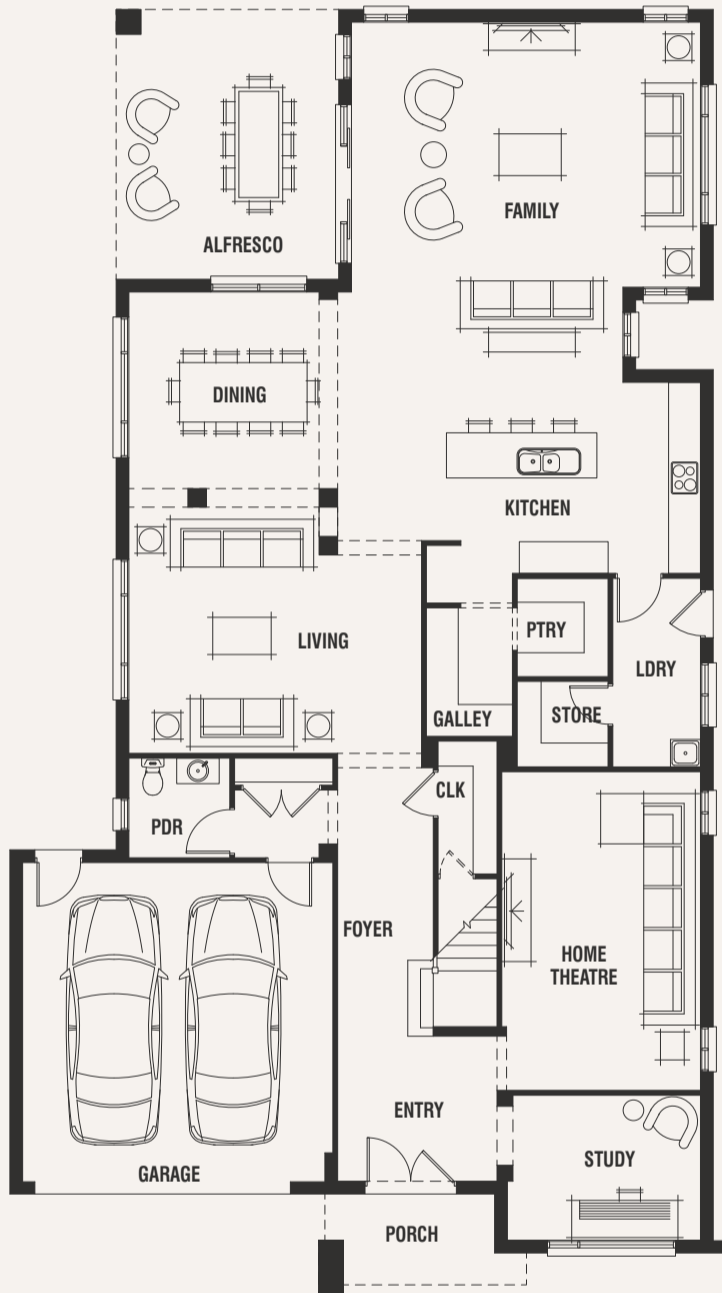 ALFRESCO
FAMILY
DINING
KITCHEN
LIVING
PTRY
LDRY
GALLEY
STORE
CLK
PDR
FOYER
HOME
THEATRE
ENTRY
GARAGE
STUDY
PORCH